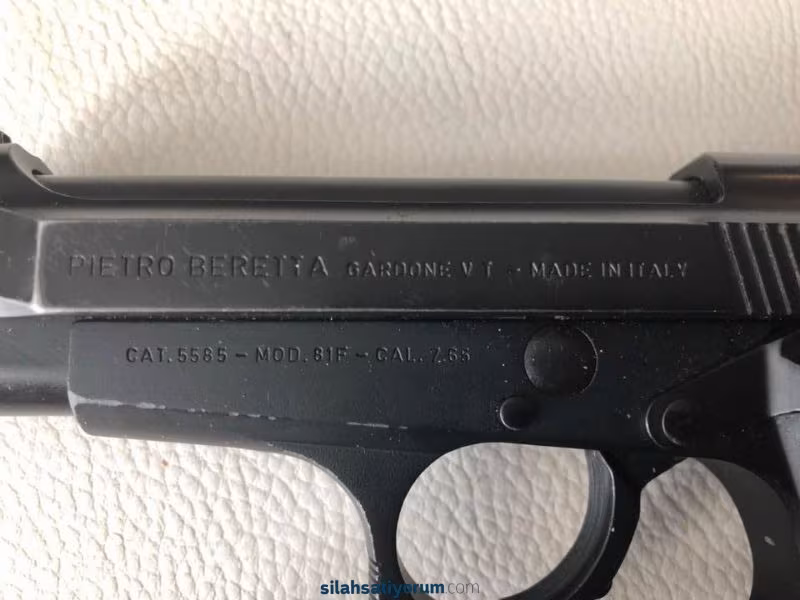 PIETRO BERETTA GARDONE V T - MADE IN ITALY
CAT. 5585 - MOD. 81F - CAL. 7.65
silahsatiyorum.com